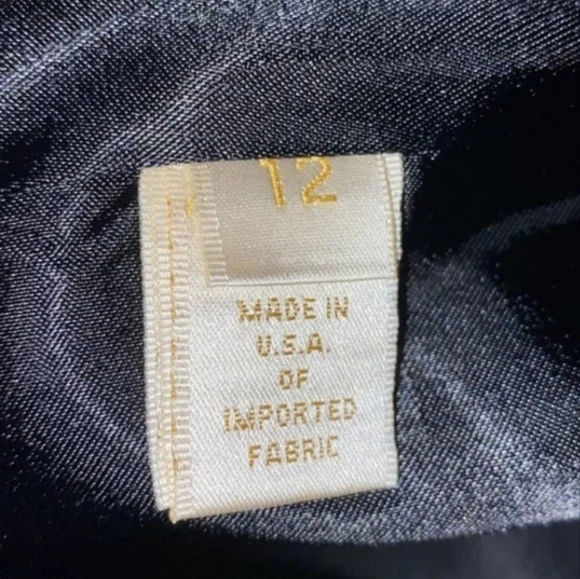 12
MADE IN
U.S.A.
OF
IMPORTED
FABRIC